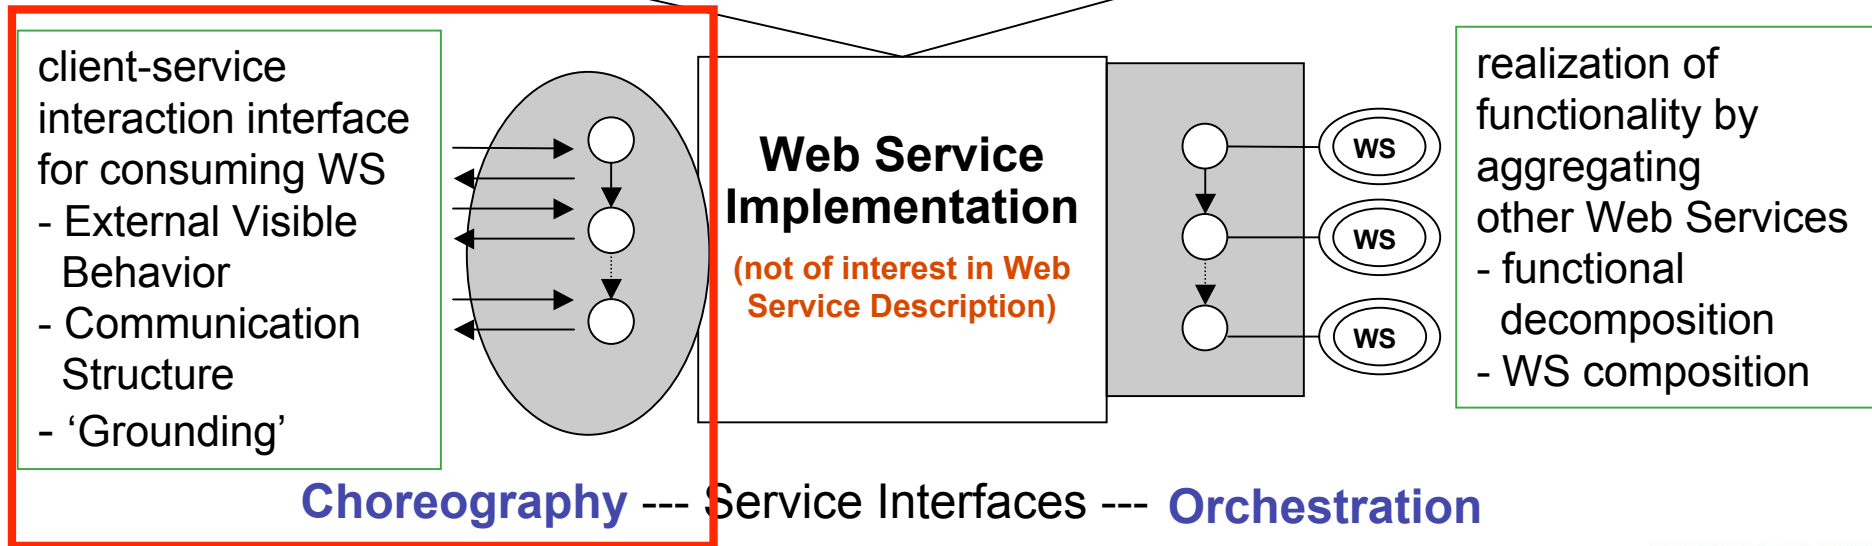 client-service
interaction interface
for consuming WS
- External Visible
Behavior
- Communication
Structure
- ‘Grounding’
Web Service
Implementation
(not of interest in Web
Service Description)
WS
WS
WS
realization of
functionality by
aggregating
other Web Services
- functional
decomposition
- WS composition
Choreography --- Service Interfaces --- Orchestration